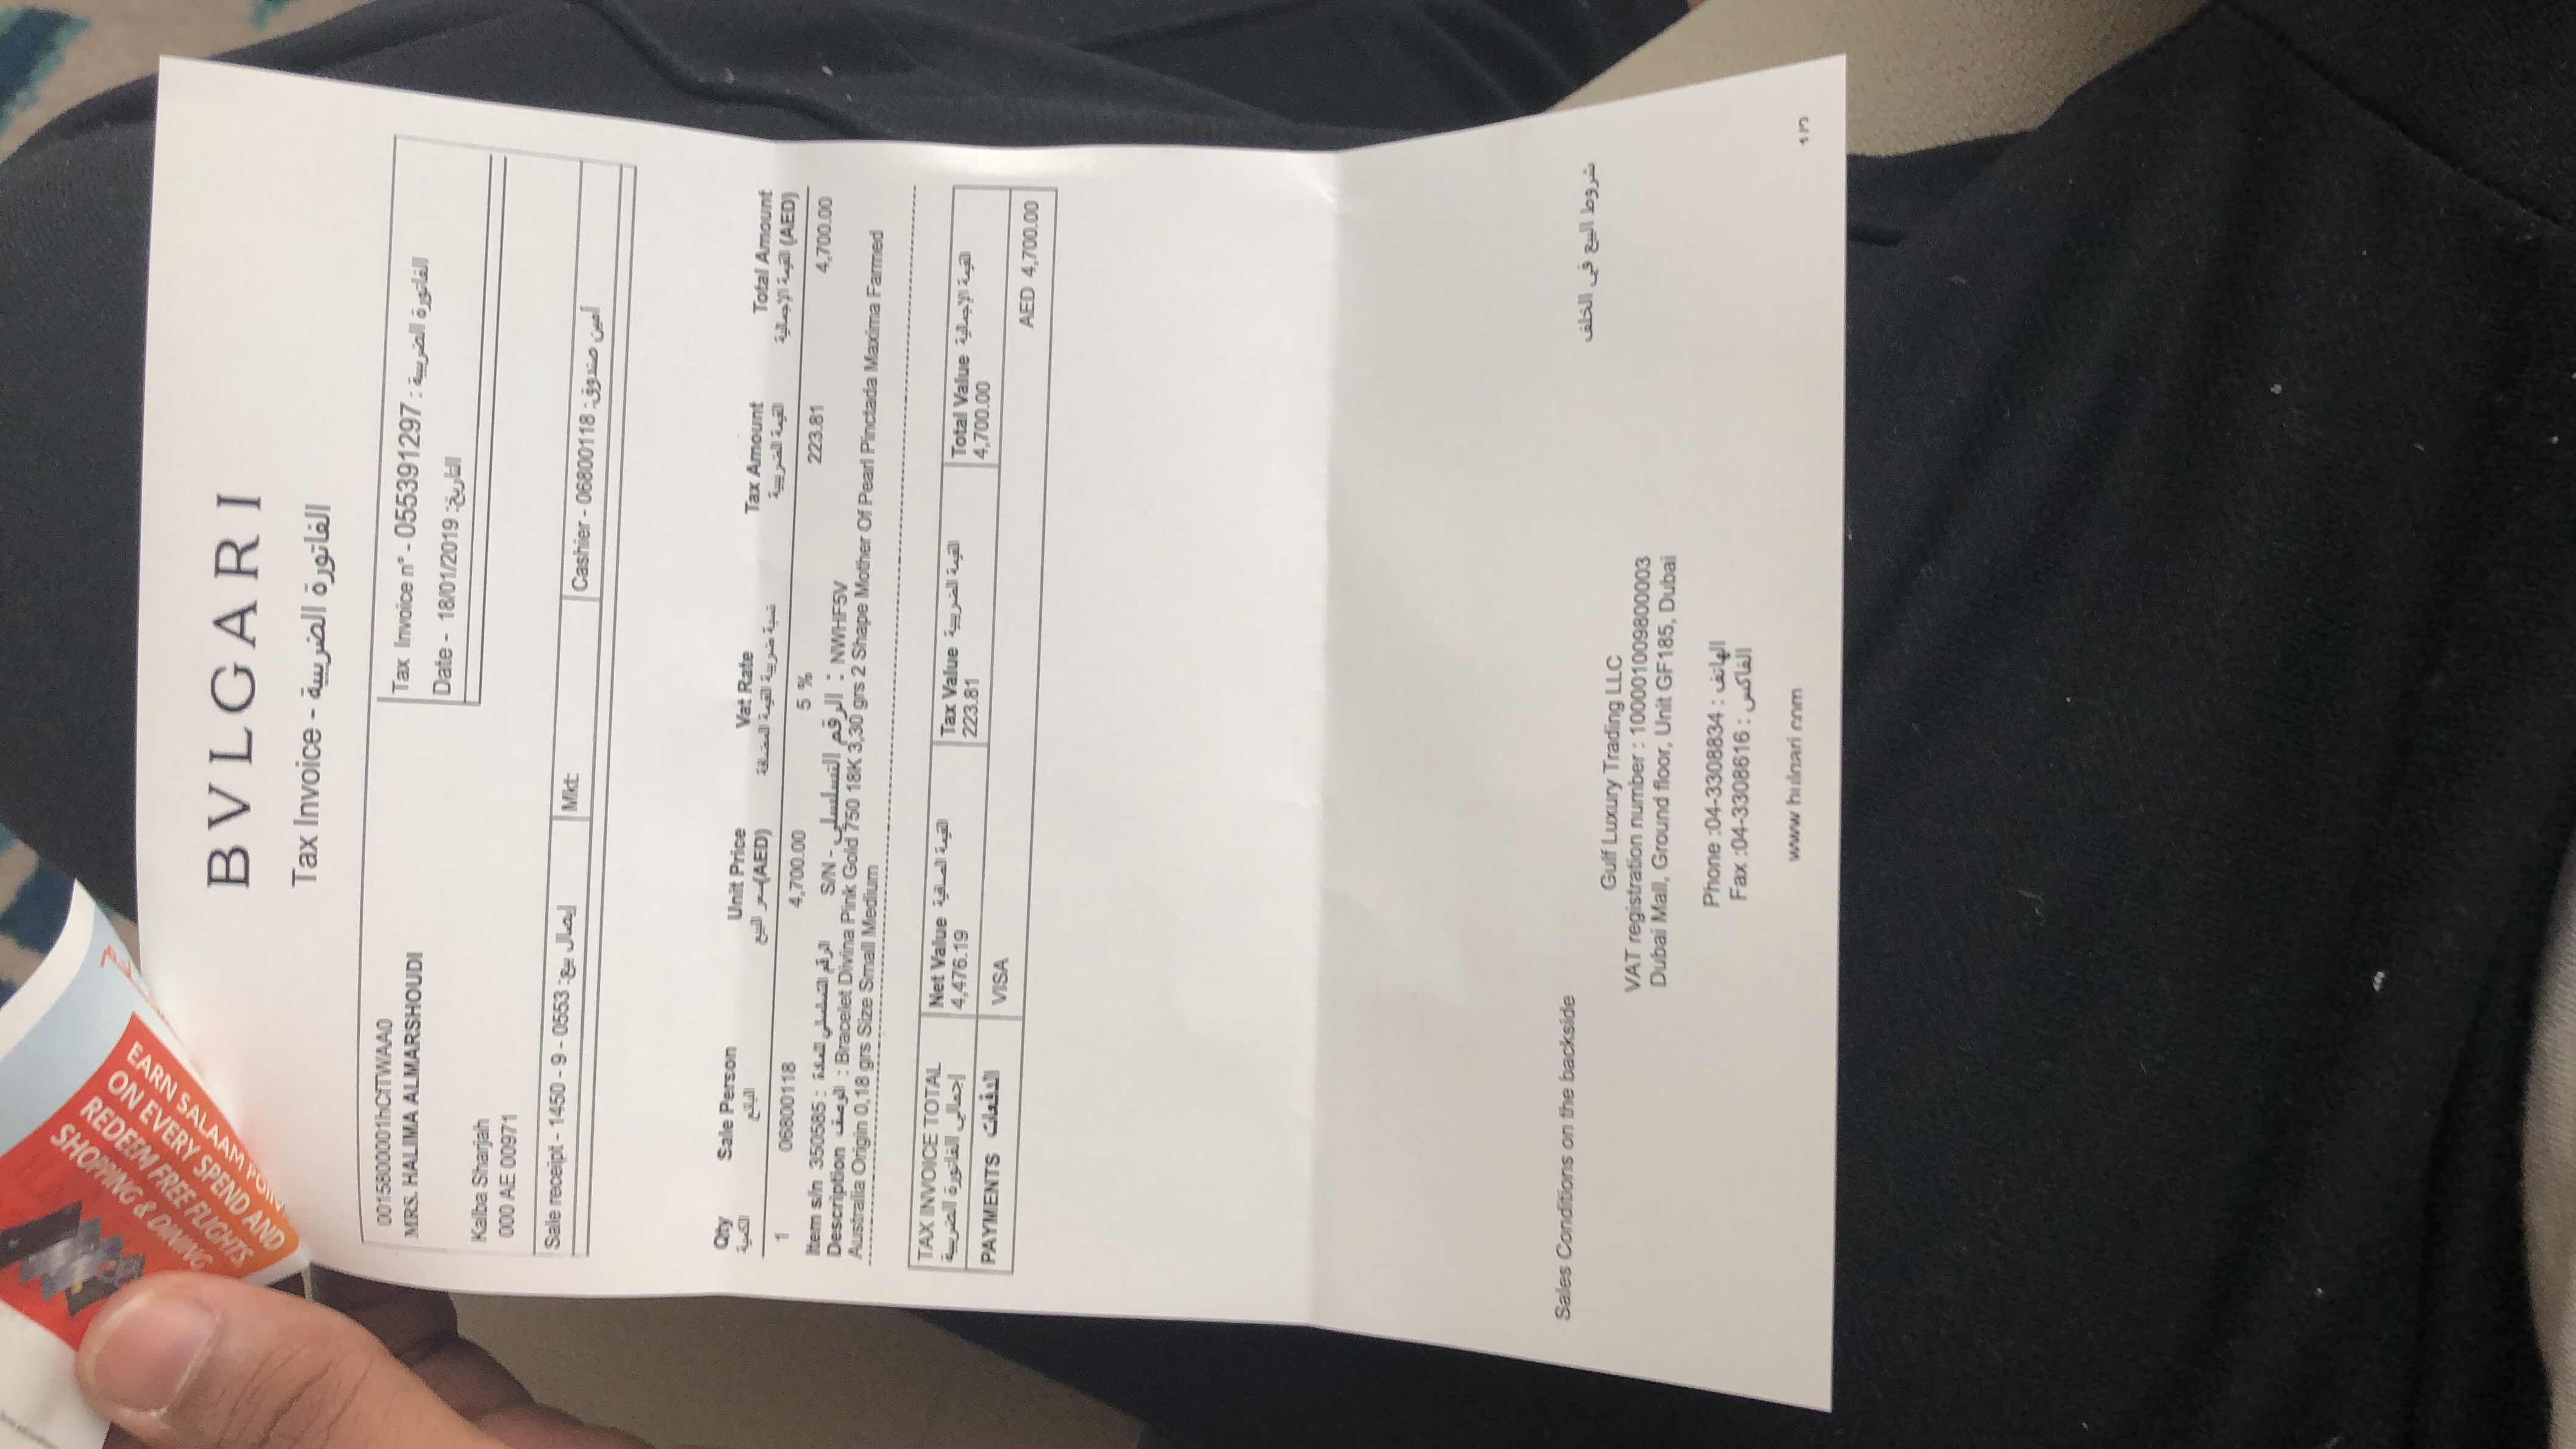 EARN SALAAM POIN
ON EVERY SPEND AND
REDEEM FREE FLIGHTS
SHOPPING & DINING
BVLGARI
Tax Invoice - الفاتورة الضريبية
0015800001hCfTWAA0
MRS. HALIMA ALMARSHOUDI
Tax Invoice n° - 055391297 : الفاتورة الضريبية
Date - 18/01/2019 :التاريخ
Kalba Sharjah
000 AE 00971
Sale receipt - 1450 - 9 - 0553 :إيصال بيع
Mkt:
Cashier - 06800118 :أمين صندوق
Qty Sale Person Unit Price Vat Rate Tax Amount Total Amount
الكمية البائع سعر البيع(AED) نسبة ضريبة القيمة المضافة القيمة الضريبية القيمة الإجمالية (AED)
1 06800118 4,700.00 5 % 223.81 4,700.00
Item s/n 350585 : الرقم التسلسلي للمادة S/N - الرقم التسلسلي : NWHF5V
Description الوصف : Bracelet Divina Pink Gold 750 18K 3,30 grs 2 Shape Mother Of Pearl Pinctada Maxima Farmed
Australia Origin 0,18 grs Size Small Medium
TAX INVOICE TOTAL Net Value القيمة الصافية Tax Value القيمة الضريبية Total Value القيمة الإجمالية
إجمالي الفاتورة الضريبية 4,476.19 223.81 4,700.00
PAYMENTS الدفعات VISA AED 4,700.00
Sales Conditions on the backside شروط البيع في الخلف
Gulf Luxury Trading LLC
VAT registration number : 100001009800003
Dubai Mall, Ground floor, Unit GF185, Dubai
Phone :04-3308834 : الهاتف
Fax :04-3308616 : الفاكس
www.bulgari.com